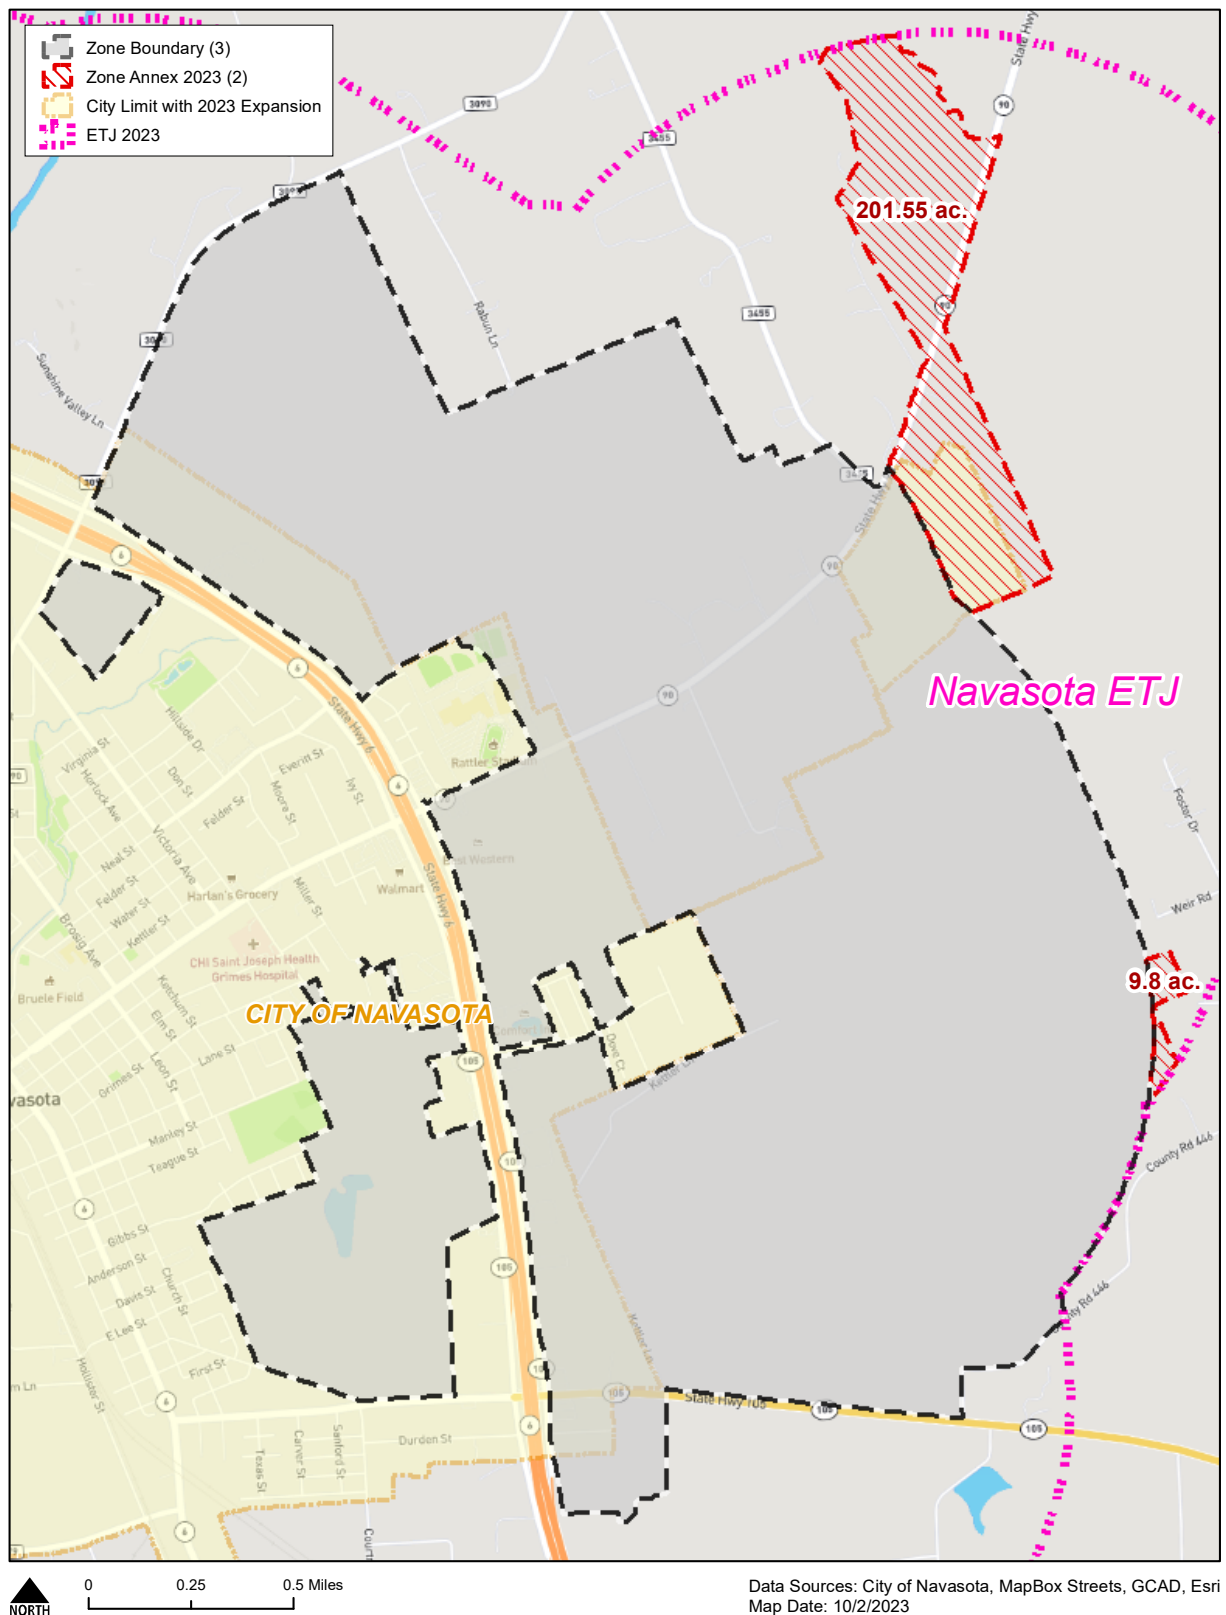 Zone Boundary (3)
Zone Annex 2023 (2)
City Limit with 2023 Expansion
ETJ 2023
State Hwy
90
3090
3455
201.55 ac.
90
3455
Rabun Ln
Sunshine Valley Ln
State Hwy
90
6
6
State Hwy 6
Navasota ETJ
90
Rattler Stadium
Hillside Dr
Virginia St
Everitt St
Horlock Ave
Don St
Moore St
Ivy St
6
Felder St
Victoria Ave
Foster Dr
Neal St
Best Western
Walmart
State Hwy 6
Harlan's Grocery
Felder St
Miller St
Water St
Weir Rd
Brosig Ave
Kettler St
CHI Saint Joseph Health
Grimes Hospital
9.8 ac.
Bruele Field
Ketchum St
CITY OF NAVASOTA
Elm St
Dove Ct
Lane St
105
Leon St
Grimes St
vasota
Manley St
Teague St
County Rd 446
6
Gibbs St
Anderson St
105
Church St
Davis St
County Rd 446
E Lee St
Kettler Ln
First St
Hollister St
m Ln
105
State Hwy 105
105
6
6
105
Durden St
Texas St
Carver St
Sanford St
6
Court
NORTH
0 0.25 0.5 Miles
Data Sources: City of Navasota, MapBox Streets, GCAD, Esri
Map Date: 10/2/2023